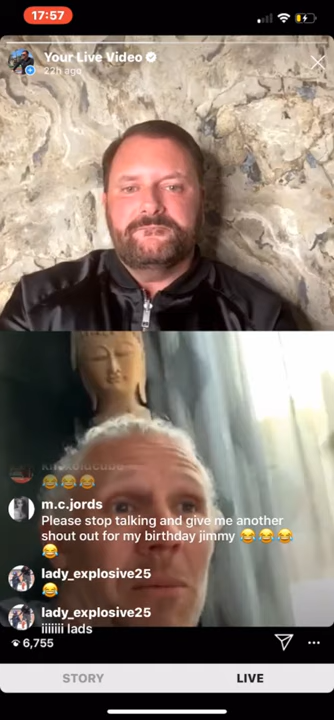 17:57
Your Live Video
22h ago
😂😂😂
m.c.jords
Please stop talking and give me another
shout out for my birthday jimmy 😂😂😂
😂
lady_explosive25
😂
lady_explosive25
iiiiiii lads
6,755
STORY
LIVE